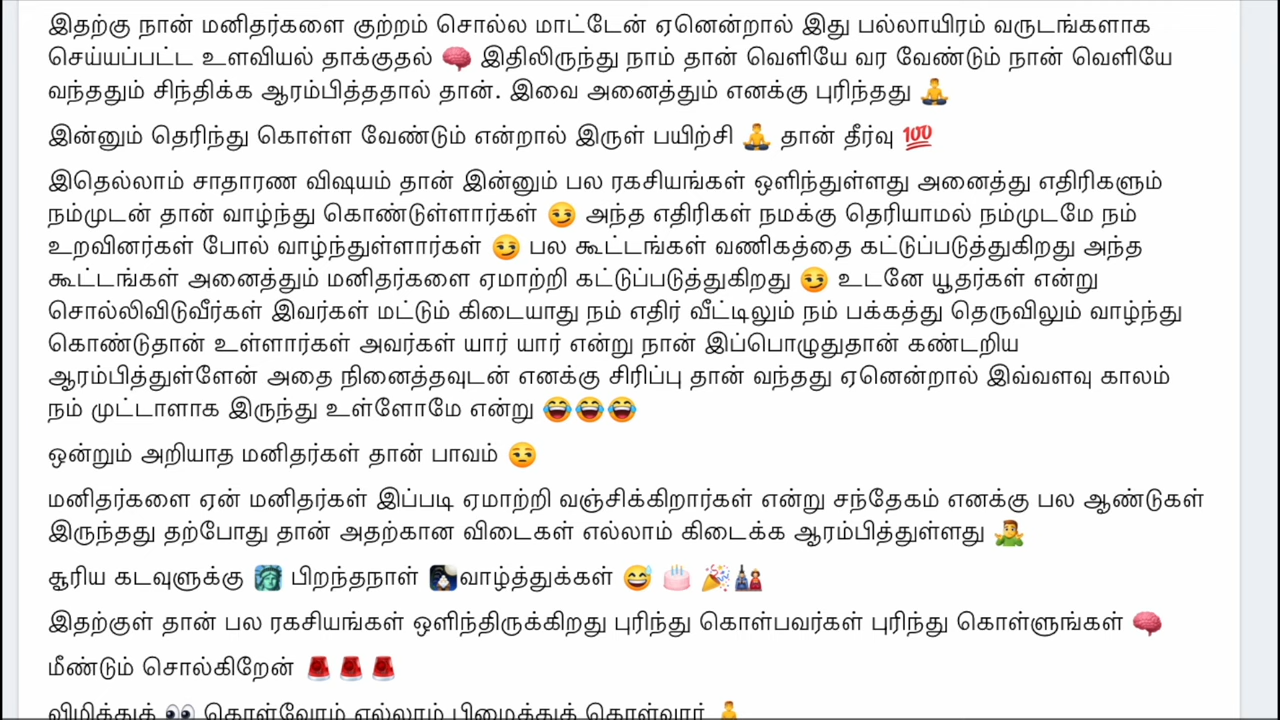 இதற்கு நான் மனிதர்களை குற்றம் சொல்ல மாட்டேன் ஏனென்றால் இது பல்லாயிரம் வருடங்களாக
செய்யப்பட்ட உளவியல் தாக்குதல் 🧠 இதிலிருந்து நாம் தான் வெளியே வர வேண்டும் நான் வெளியே
வந்ததும் சிந்திக்க ஆரம்பித்ததால் தான். இவை அனைத்தும் எனக்கு புரிந்தது 🧘
இன்னும் தெரிந்து கொள்ள வேண்டும் என்றால் இருள் பயிற்சி 🧘 தான் தீர்வு 💯
இதெல்லாம் சாதாரண விஷயம் தான் இன்னும் பல ரகசியங்கள் ஒளிந்துள்ளது அனைத்து எதிரிகளும்
நம்முடன் தான் வாழ்ந்து கொண்டுள்ளார்கள் 😏 அந்த எதிரிகள் நமக்கு தெரியாமல் நம்முடமே நம்
உறவினர்கள் போல் வாழ்ந்துள்ளார்கள் 😏 பல கூட்டங்கள் வணிகத்தை கட்டுப்படுத்துகிறது அந்த
கூட்டங்கள் அனைத்தும் மனிதர்களை ஏமாற்றி கட்டுப்படுத்துகிறது 😏 உடனே யூதர்கள் என்று
சொல்லிவிடுவீர்கள் இவர்கள் மட்டும் கிடையாது நம் எதிர் வீட்டிலும் நம் பக்கத்து தெருவிலும் வாழ்ந்து
கொண்டுதான் உள்ளார்கள் அவர்கள் யார் யார் என்று நான் இப்பொழுதுதான் கண்டறிய
ஆரம்பித்துள்ளேன் அதை நினைத்தவுடன் எனக்கு சிரிப்பு தான் வந்தது ஏனென்றால் இவ்வளவு காலம்
நம் முட்டாளாக இருந்து உள்ளோமே என்று 😂😂😂
ஒன்றும் அறியாத மனிதர்கள் தான் பாவம் 😒
மனிதர்களை ஏன் மனிதர்கள் இப்படி ஏமாற்றி வஞ்சிக்கிறார்கள் என்று சந்தேகம் எனக்கு பல ஆண்டுகள்
இருந்தது தற்போது தான் அதற்கான விடைகள் எல்லாம் கிடைக்க ஆரம்பித்துள்ளது 🤷‍♂️
சூரிய கடவுளுக்கு 🗽 பிறந்தநாள் வாழ்த்துக்கள் 😅 🎂 🎉
இதற்குள் தான் பல ரகசியங்கள் ஒளிந்திருக்கிறது புரிந்து கொள்பவர்கள் புரிந்து கொள்ளுங்கள் 🧠
மீண்டும் சொல்கிறேன் 🚨 🚨 🚨
விழித்துக் 👀 கொள்வோம் எல்லாம் பிழைத்துக் கொள்வார் 🧘